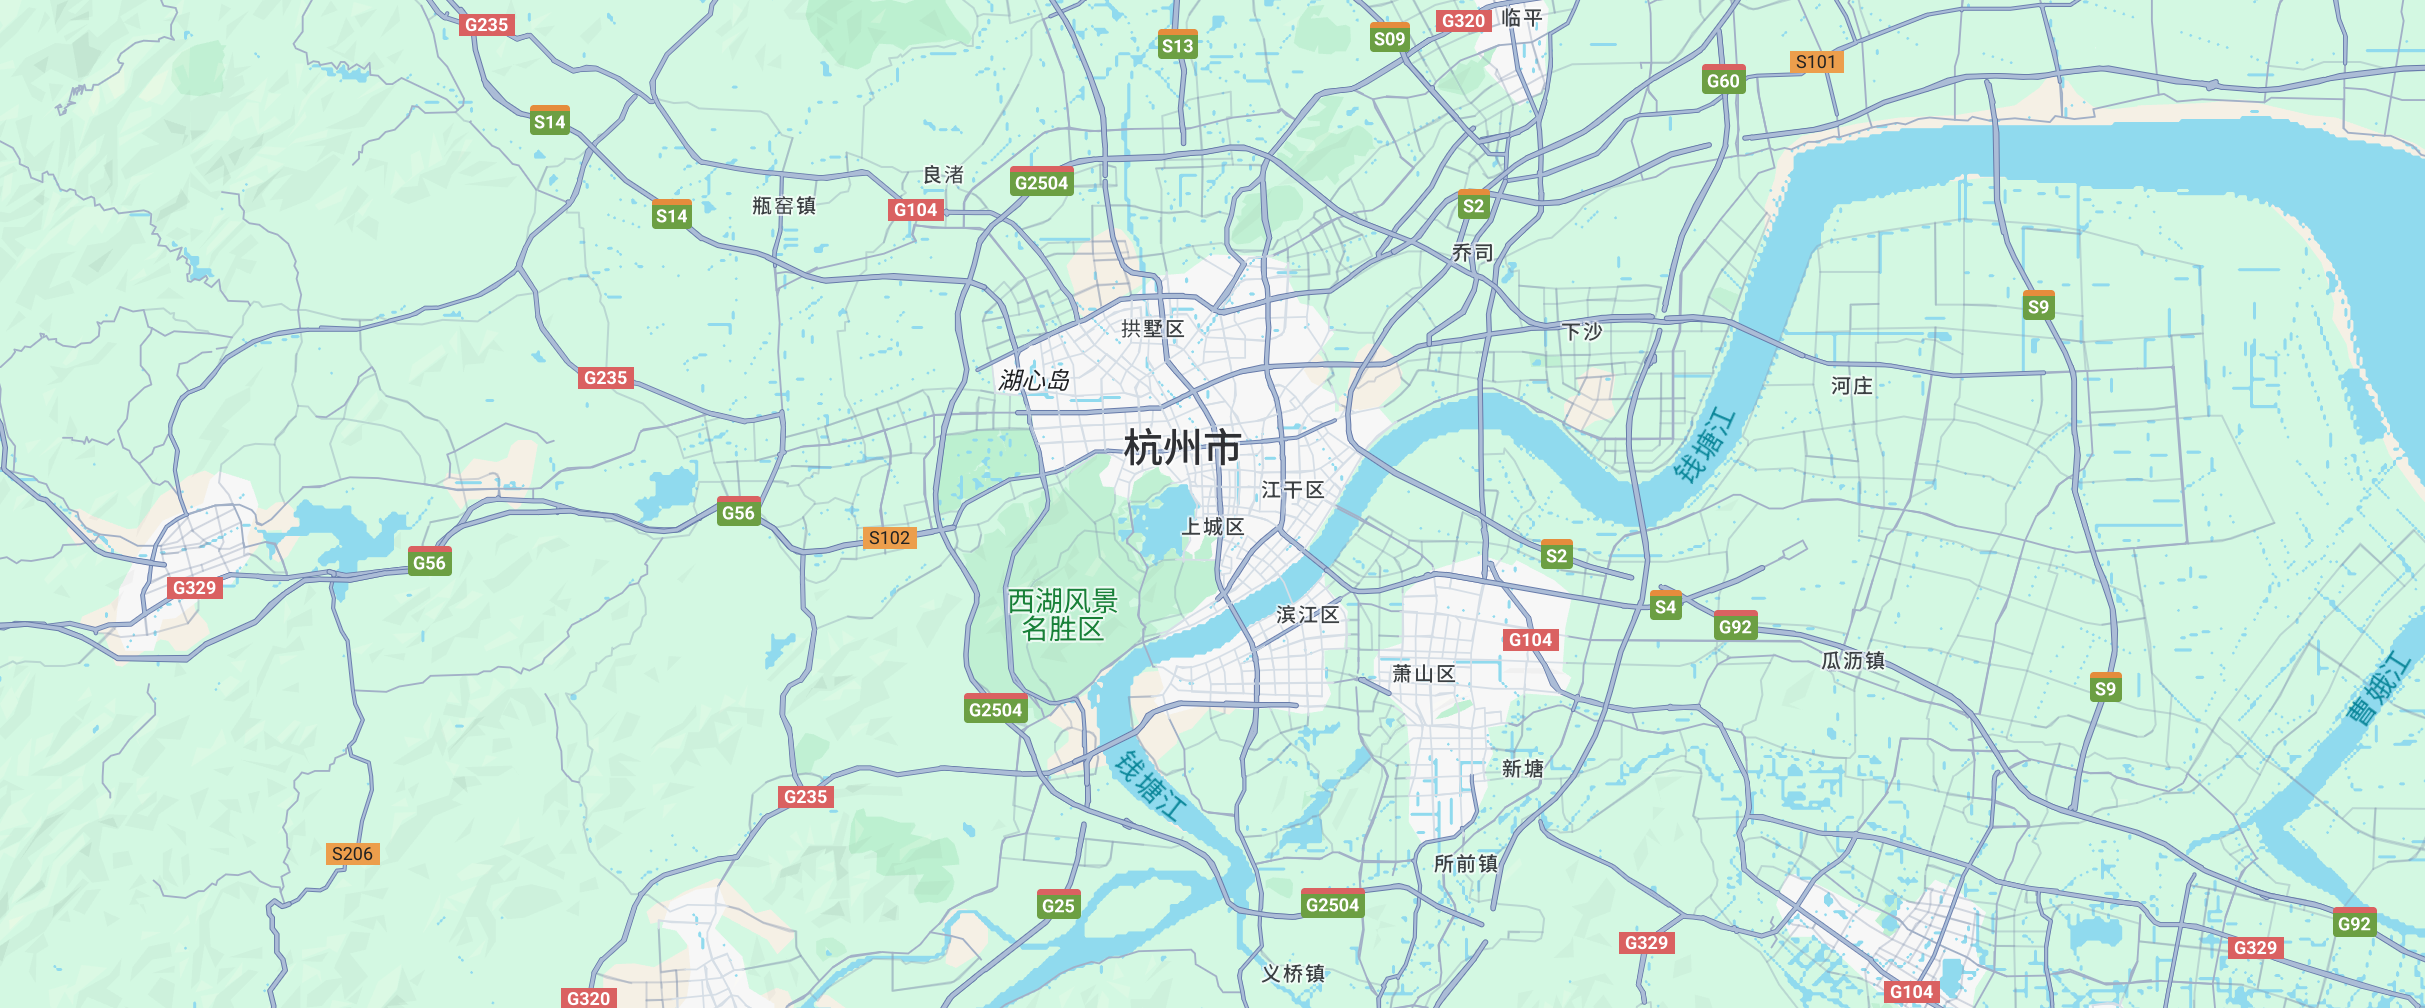 G235
S13
S09
G320
临平
S101
G60
S14
良渚
G2504
瓶窑镇
G104
S14
S2
乔司
S9
拱墅区
下沙
湖心岛
G235
河庄
杭州市
钱塘江
江干区
G56
上城区
S102
G56
S2
G329
西湖风景
名胜区
滨江区
S4
G92
G104
萧山区
瓜沥镇
S9
曹娥江
G2504
新塘
钱塘江
G235
S206
所前镇
G25
G2504
G92
G329
G329
义桥镇
G320
G104